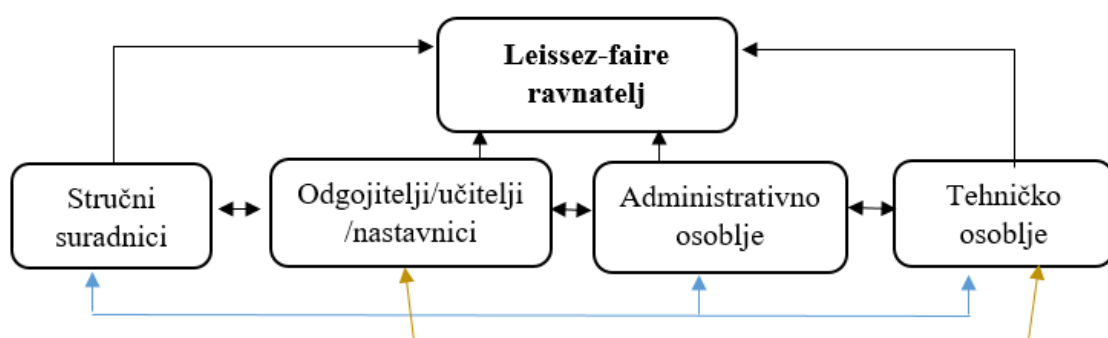 Leissez-faire
ravnatelj
Stručni
suradnici
Odgojitelji/učitelji
/nastavnici
Administrativno
osoblje
Tehničko
osoblje